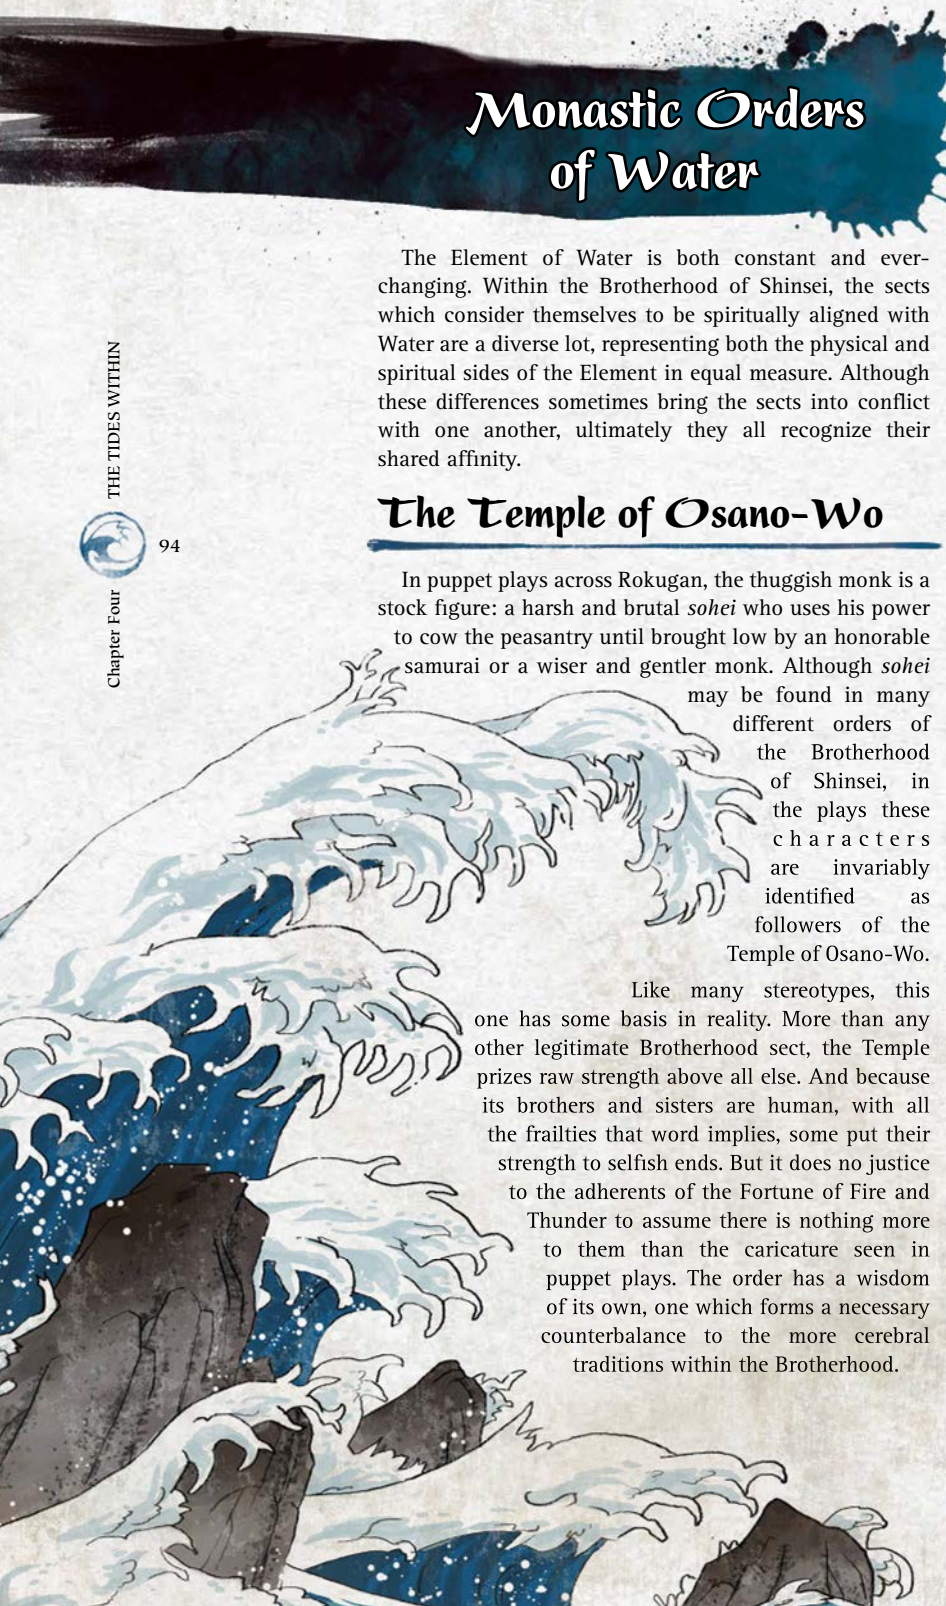 Monastic Orders
of Water
The Element of Water is both constant and ever-
changing. Within the Brotherhood of Shinsei, the sects
which consider themselves to be spiritually aligned with
Water are a diverse lot, representing both the physical and
spiritual sides of the Element in equal measure. Although
these differences sometimes bring the sects into conflict
with one another, ultimately they all recognize their
shared affinity.
The Temple of Osano-Wo
In puppet plays across Rokugan, the thuggish monk is a
stock figure: a harsh and brutal sohei who uses his power
to cow the peasantry until brought low by an honorable
samurai or a wiser and gentler monk. Although sohei
may be found in many
different orders of
the Brotherhood
of Shinsei, in
the plays these
characters
are invariably
identified as
followers of the
Temple of Osano-Wo.
Like many stereotypes, this
one has some basis in reality. More than any
other legitimate Brotherhood sect, the Temple
prizes raw strength above all else. And because
its brothers and sisters are human, with all
the frailties that word implies, some put their
strength to selfish ends. But it does no justice
to the adherents of the Fortune of Fire and
Thunder to assume there is nothing more
to them than the caricature seen in
puppet plays. The order has a wisdom
of its own, one which forms a necessary
counterbalance to the more cerebral
traditions within the Brotherhood.
Chapter Four
94
THE TIDES WITHIN